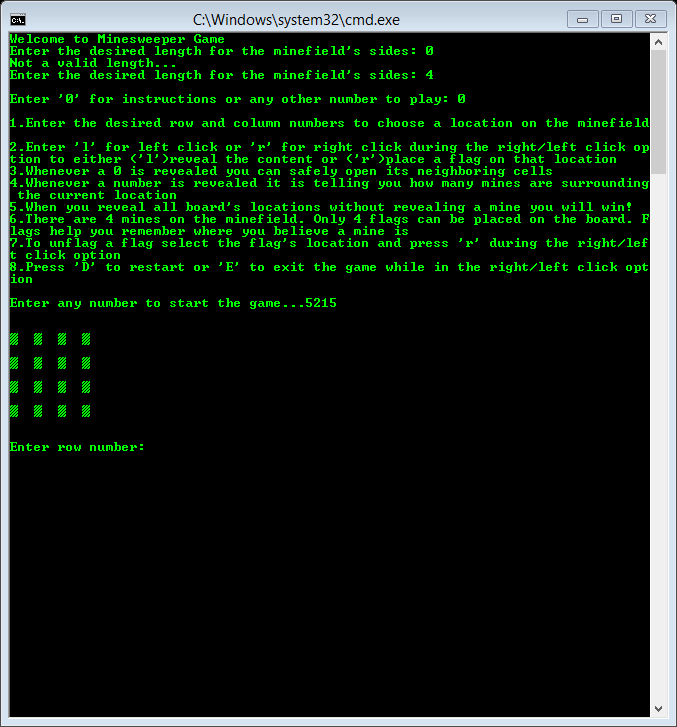 C:\Windows\system32\cmd.exe
Welcome to Minesweeper Game
Enter the desired length for the minefield's sides: 0
Not a valid length...
Enter the desired length for the minefield's sides: 4
Enter '0' for instructions or any other number to play: 0
1.Enter the desired row and column numbers to choose a location on the minefield
2.Enter 'l' for left click or 'r' for right click during the right/left click op
tion to either ('l')reveal the content or ('r')place a flag on that location
3.Whenever a 0 is revealed you can safely open its neighboring cells
4.Whenever a number is revealed it is telling you how many mines are surrounding
 the current location
5.When you reveal all board's locations without revealing a mine you will win!
6.There are 4 mines on the minefield. Only 4 flags can be placed on the board. F
lags help you remember where you believe a mine is
7.To unflag a flag select the flag's location and press 'r' during the right/lef
t click option
8.Press 'D' to restart or 'E' to exit the game while in the right/left click opt
ion
Enter any number to start the game...5215
Enter row number: